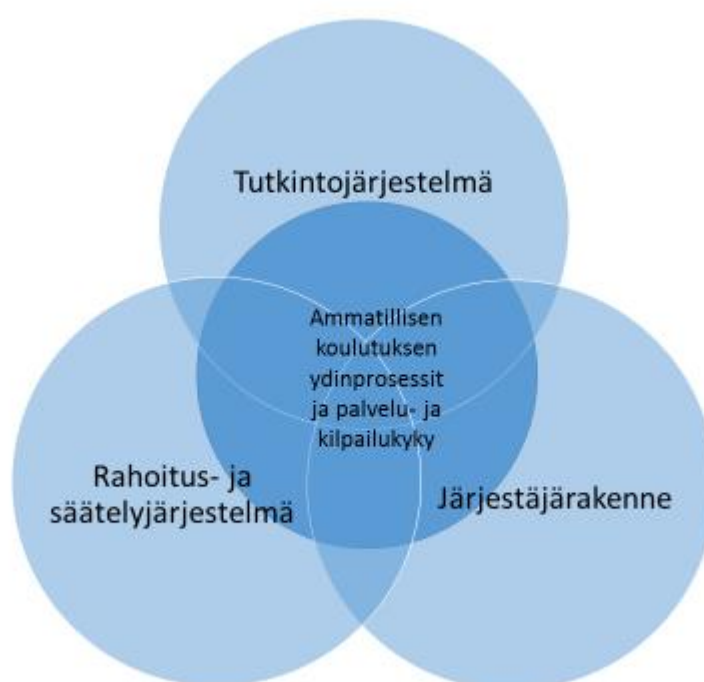 Tutkintojärjestelmä
Ammatillisen
koulutuksen
ydinprosessit
ja palvelu- ja
kilpailukyky
Rahoitus- ja
säätelyjärjestelmä
Järjestäjärakenne